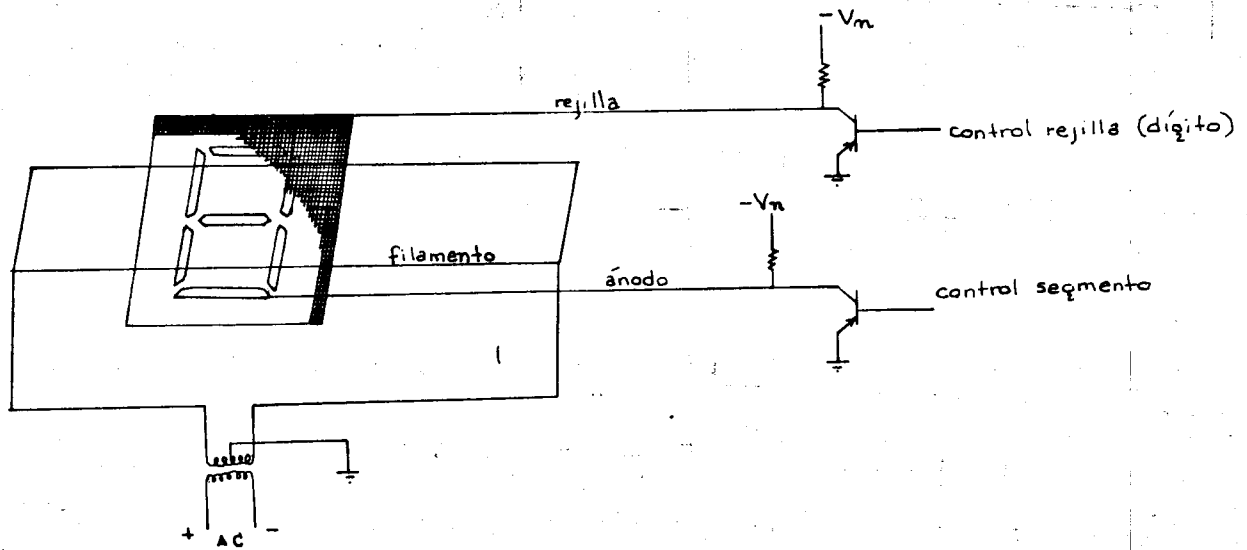 - Vn
rejilla
control rejilla (dígito)
-Vn
filamento
ánodo
control segmento
+ AC -